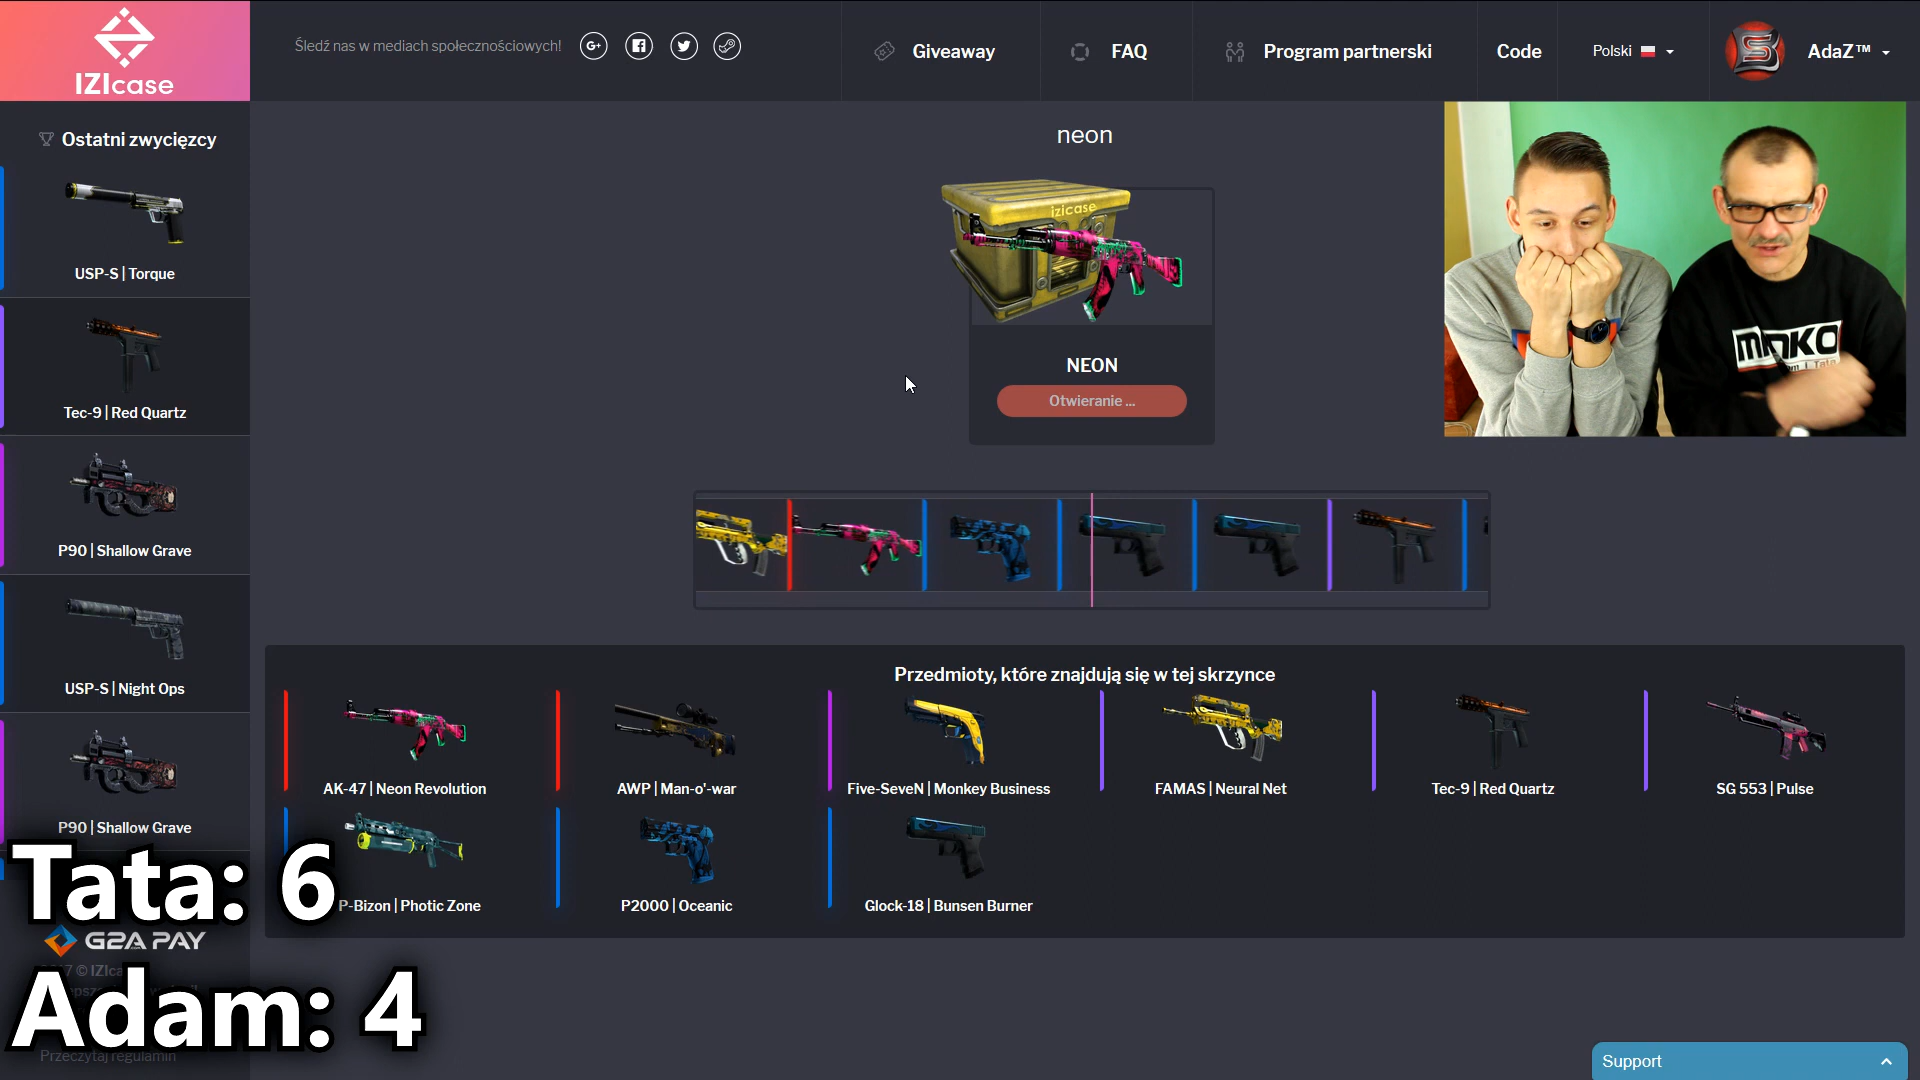 IZIcase
Śledź nas w mediach społecznościowych!
G+
Giveaway
FAQ
Program partnerski
Code
Polski
AdaZ™
Ostatni zwycięzcy
USP-S | Torque
Tec-9 | Red Quartz
P90 | Shallow Grave
USP-S | Night Ops
P90 | Shallow Grave
neon
izicase
NEON
Otwieranie ...
Przedmioty, które znajdują się w tej skrzynce
AK-47 | Neon Revolution
AWP | Man-o'-war
Five-SeveN | Monkey Business
FAMAS | Neural Net
Tec-9 | Red Quartz
SG 553 | Pulse
P-Bizon | Photic Zone
P2000 | Oceanic
Glock-18 | Bunsen Burner
Tata: 6
G2A PAY
Adam: 4
Przeczytaj regulamin
Support